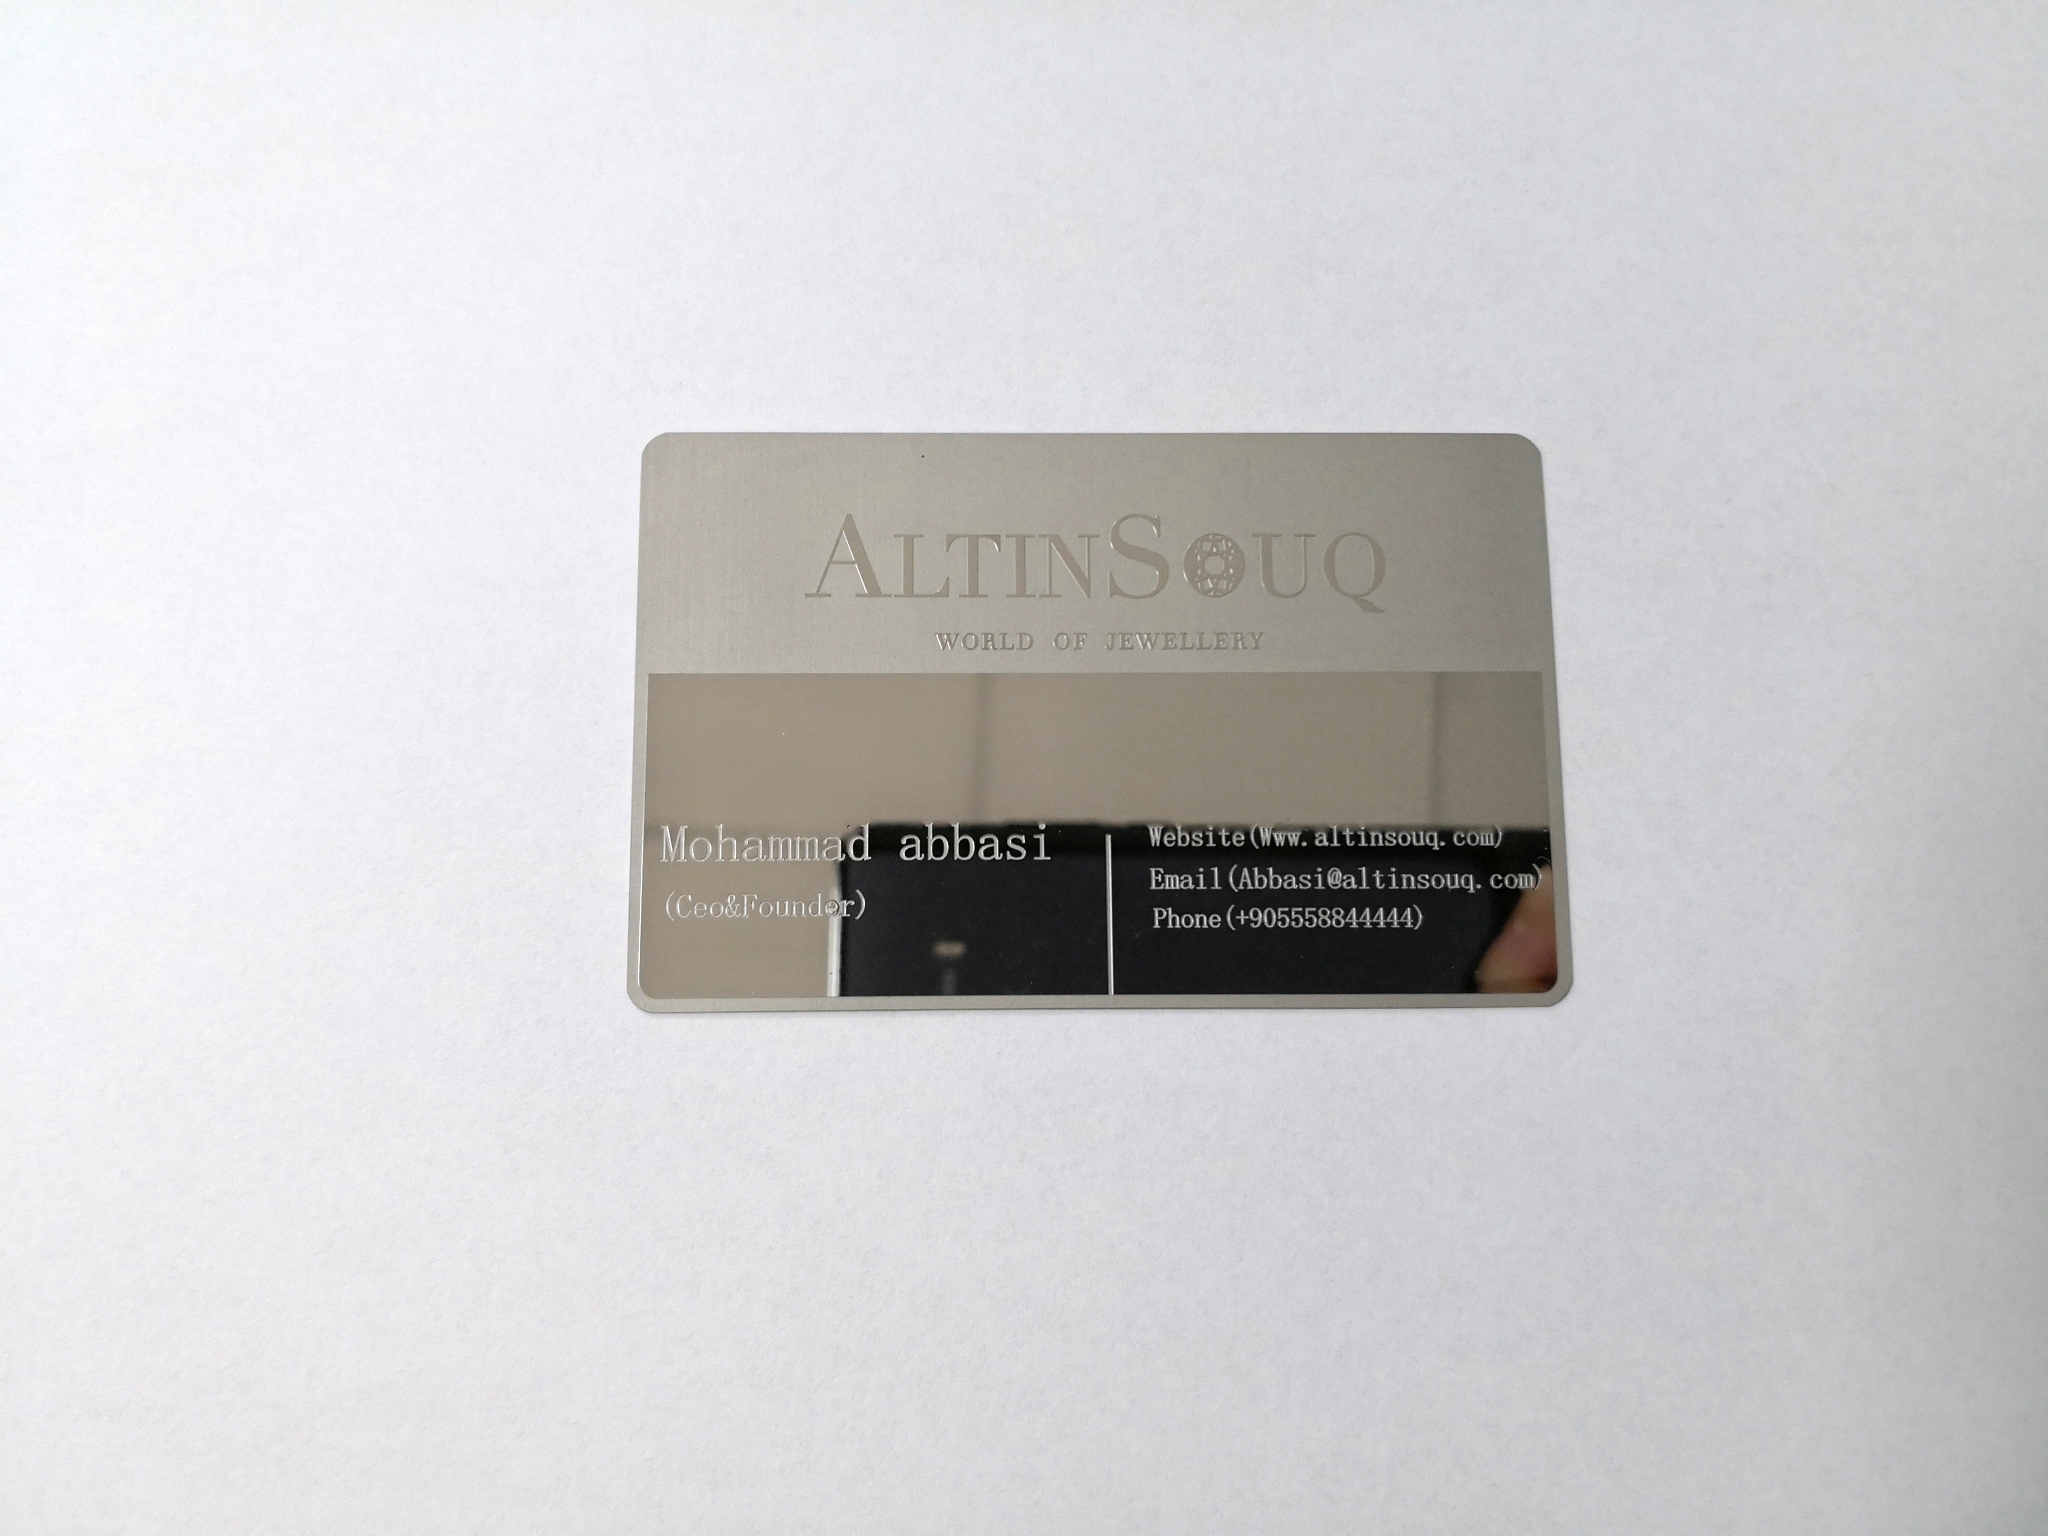 ALTINSOUQ
WORLD OF JEWELLERY
Mohammad abbasi
(Ceo&Founder)
Website(Www.altinsouq.com)
Email(Abbasi@altinsouq.com)
Phone(+905558844444)